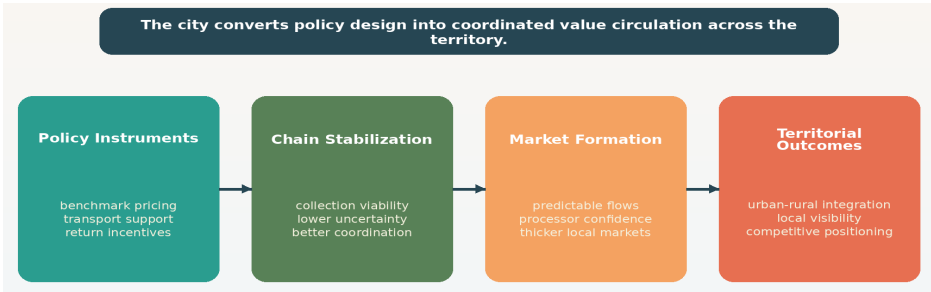 The city converts policy design into coordinated value circulation across the
territory.
Policy Instruments
benchmark pricing
transport support
return incentives
Chain Stabilization
collection viability
lower uncertainty
better coordination
Market Formation
predictable flows
processor confidence
thicker local markets
Territorial
Outcomes
urban-rural integration
local visibility
competitive positioning